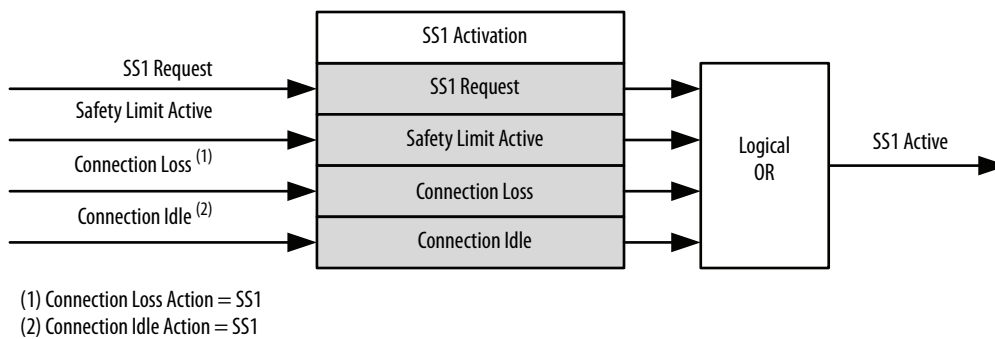 SS1 Activation
SS1 Request
SS1 Request
Safety Limit Active
Safety Limit Active
Connection Loss (1)
Connection Loss
Connection Idle (2)
Connection Idle
Logical
OR
SS1 Active
(1) Connection Loss Action = SS1
(2) Connection Idle Action = SS1